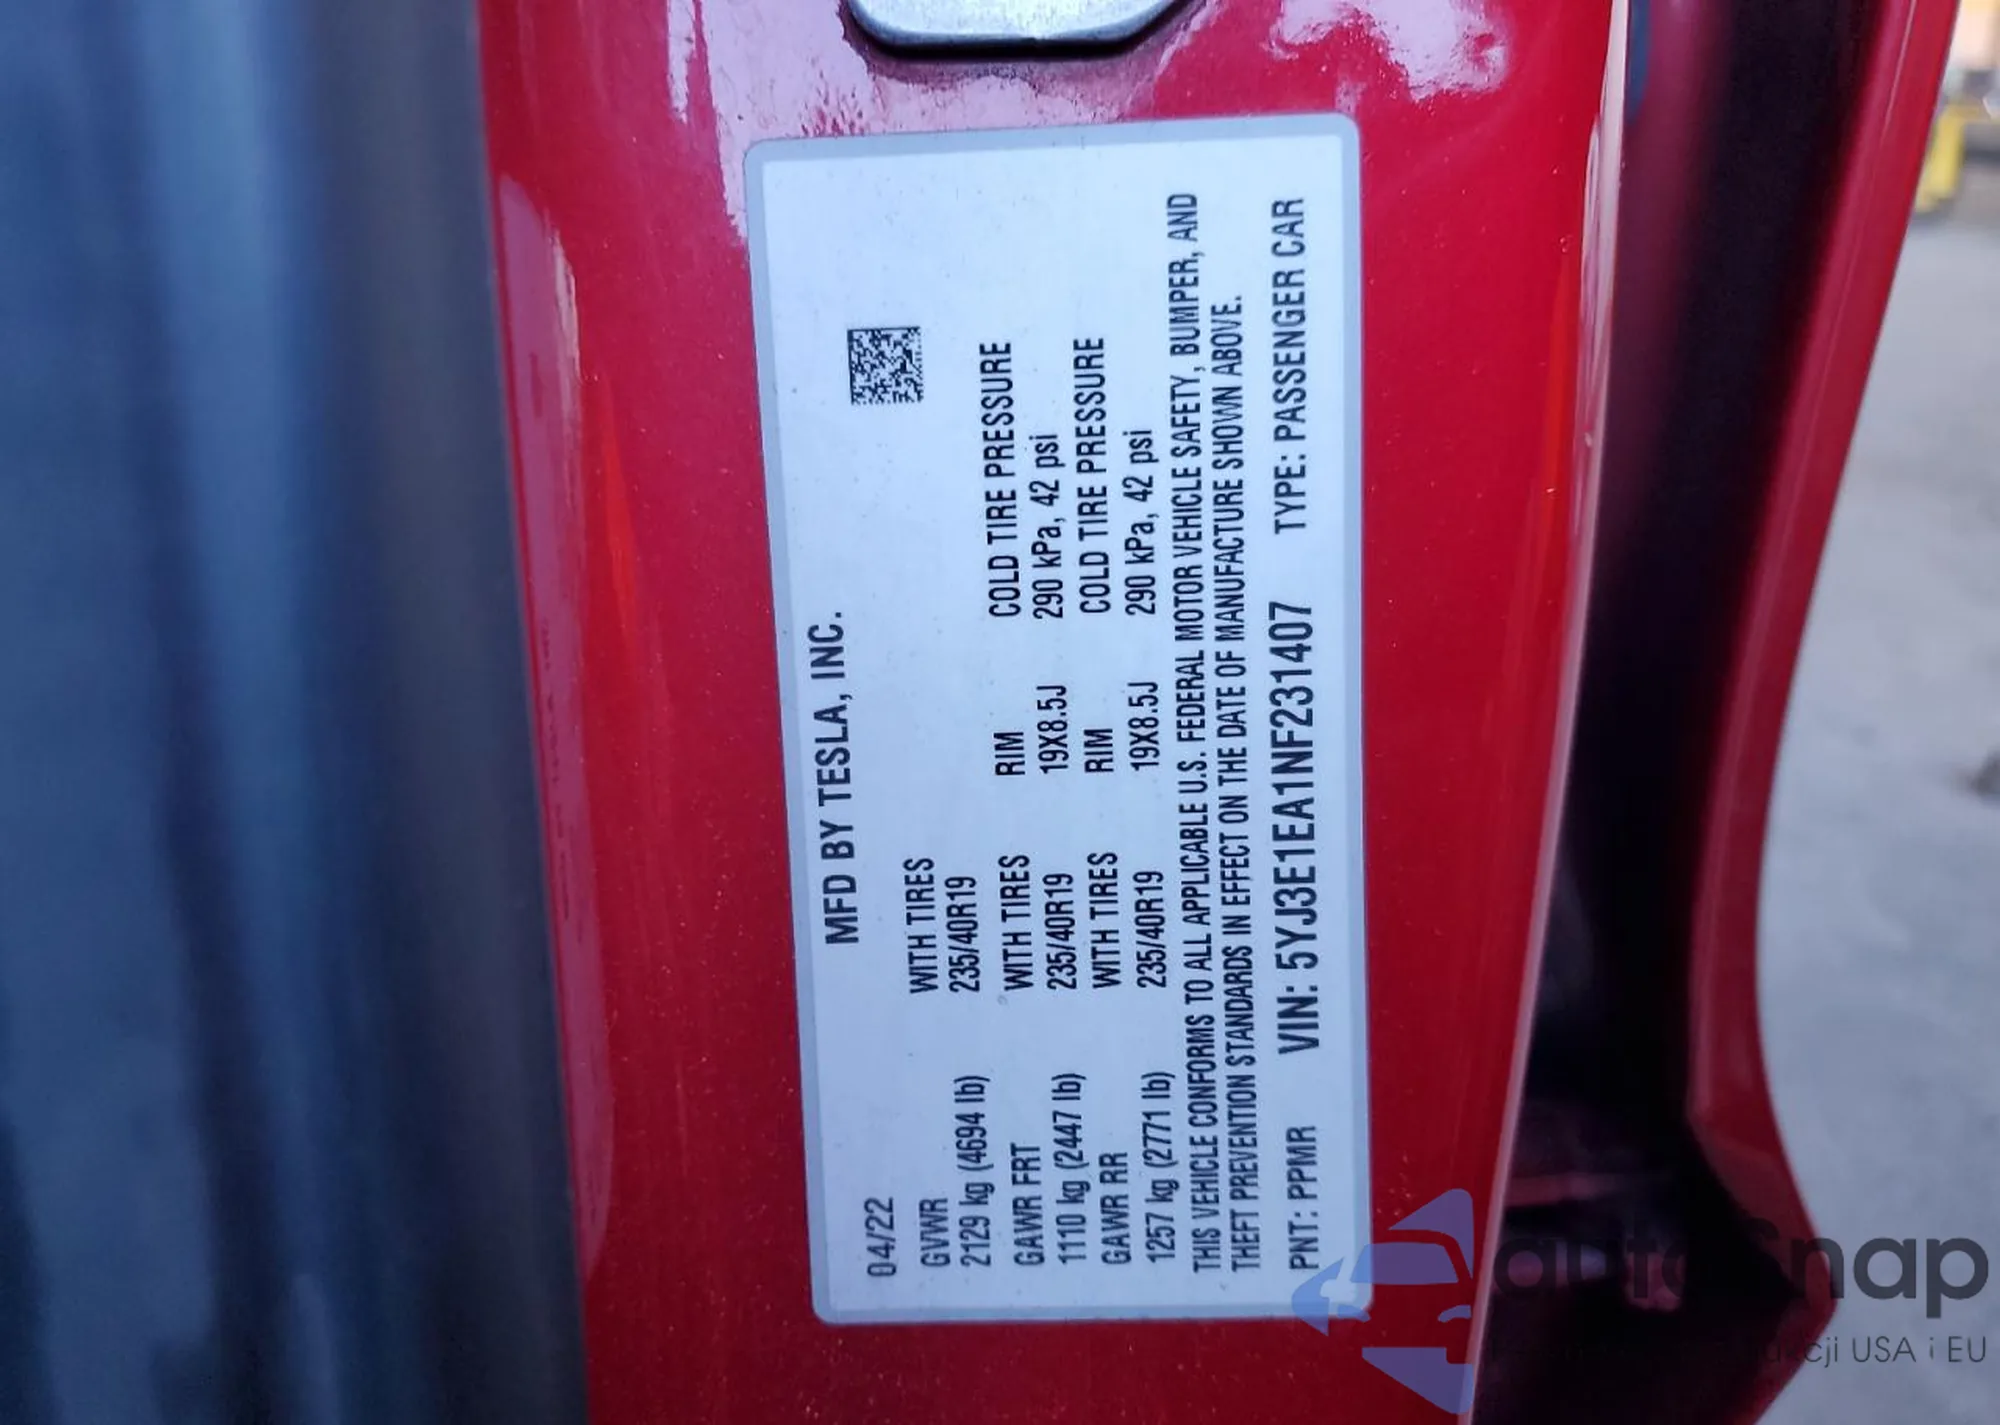 MFD BY TESLA, INC.
04/22
GVWR WITH TIRES
2129 kg (4694 lb) 235/40R19
GAWR FRT WITH TIRES RIM COLD TIRE PRESSURE
1110 kg (2447 lb) 235/40R19 19X8.5J 290 kPa, 42 psi
GAWR RR WITH TIRES RIM COLD TIRE PRESSURE
1257 kg (2771 lb) 235/40R19 19X8.5J 290 kPa, 42 psi
THIS VEHICLE CONFORMS TO ALL APPLICABLE U.S. FEDERAL MOTOR VEHICLE SAFETY, BUMPER, AND
THEFT PREVENTION STANDARDS IN EFFECT ON THE DATE OF MANUFACTURE SHOWN ABOVE.
PNT: PPMR VIN: 5YJ3E1EA1NF231407 TYPE: PASSENGER CAR
autoSnap
USA i EU